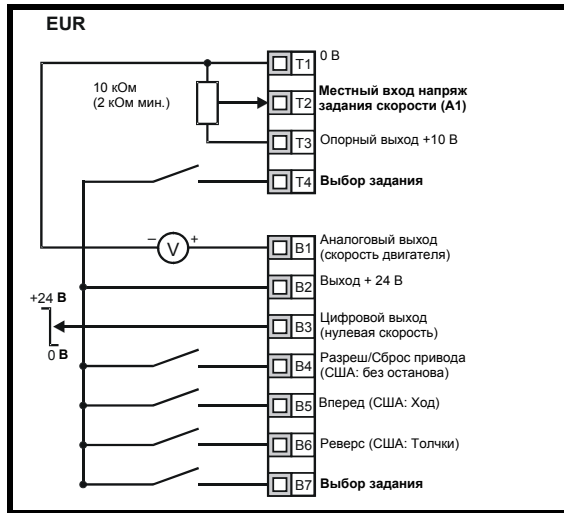 EUR
T1 0 В
10 кОм
(2 кОм мин.)
T2 Местный вход напряж
задания скорости (A1)
T3 Опорный выход +10 В
T4 Выбор задания
– V +
B1 Аналоговый выход
(скорость двигателя)
B2 Выход + 24 В
+24 В
0 В
B3 Цифровой выход
(нулевая скорость)
B4 Разреш/Сброс привода
(США: без останова)
B5 Вперед (США: Ход)
B6 Реверс (США: Толчки)
B7 Выбор задания